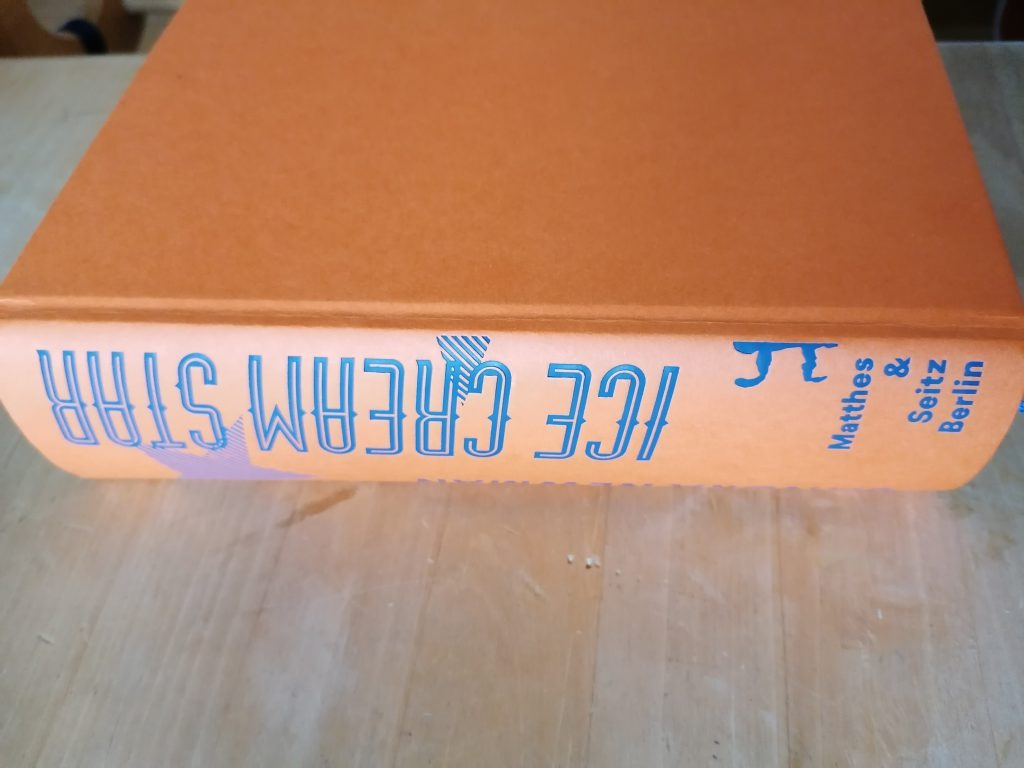 ICE CREAM STAR
Matthes
&
Seitz
Berlin